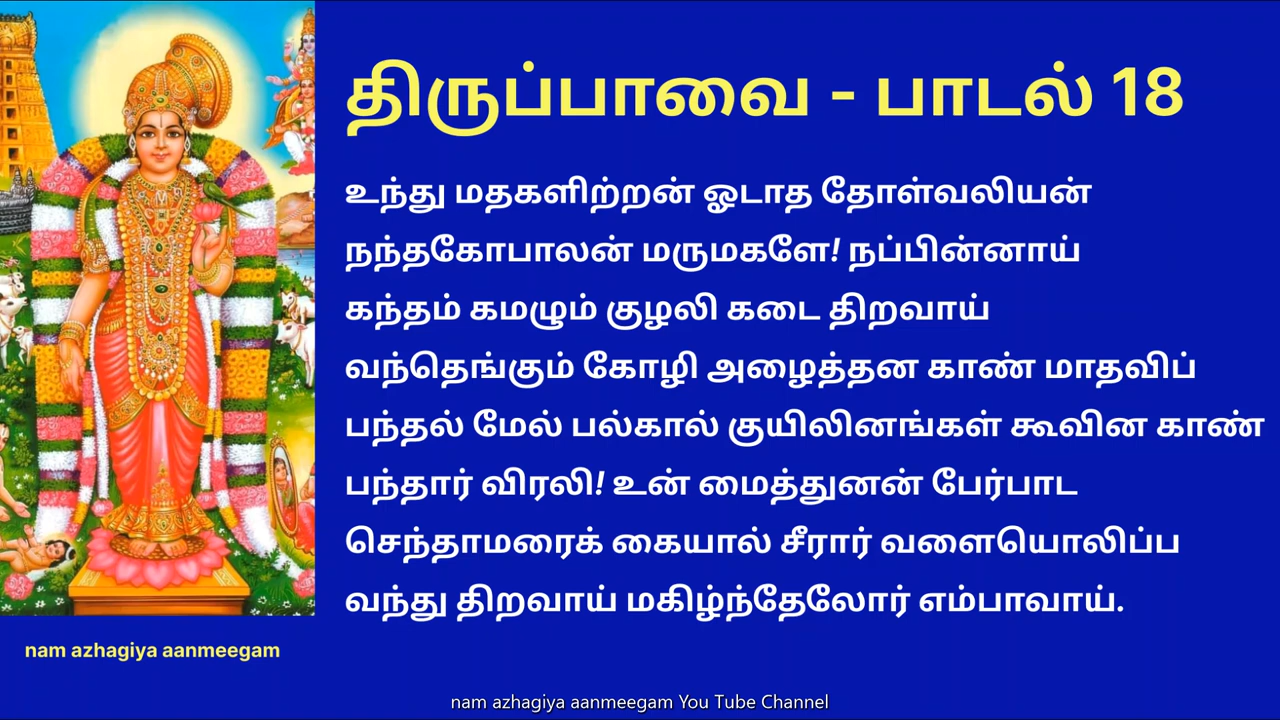 திருப்பாவை - பாடல் 18
உந்து மதகளிற்றன் ஓடாத தோள்வலியன்
நந்தகோபாலன் மருமகளே! நப்பின்னாய்
கந்தம் கமழும் குழலி கடை திறவாய்
வந்தெங்கும் கோழி அழைத்தன காண் மாதவிப்
பந்தல் மேல் பல்கால் குயிலினங்கள் கூவின காண்
பந்தார் விரலி! உன் மைத்துனன் பேர்பாட
செந்தாமரைக் கையால் சீரார் வளையொலிப்ப
வந்து திறவாய் மகிழ்ந்தேலோர் எம்பாவாய்.
nam azhagiya aanmeegam
nam azhagiya aanmeegam You Tube Channel